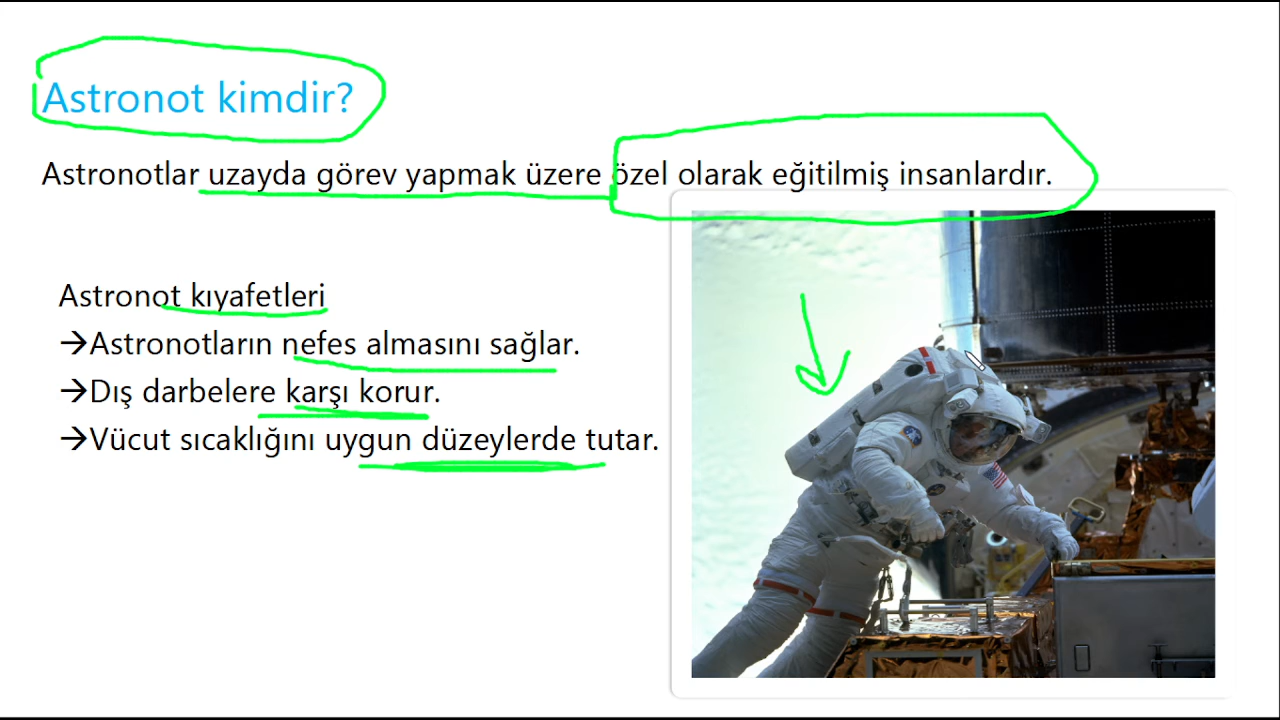 Astronot kimdir?
Astronotlar uzayda görev yapmak üzere özel olarak eğitilmiş insanlardır.
Astronot kıyafetleri
→Astronotların nefes almasını sağlar.
→Dış darbelere karşı korur.
→Vücut sıcaklığını uygun düzeylerde tutar.